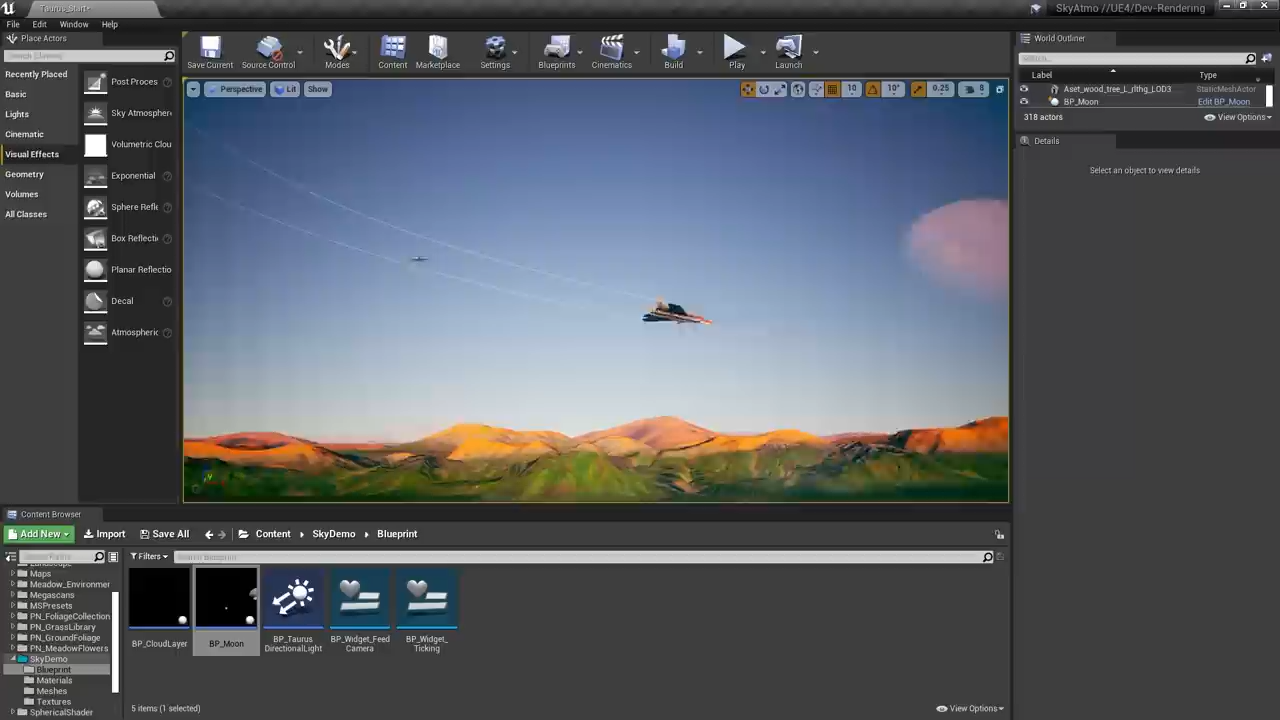 Taurus_Start*
SkyAtmo //UE4/Dev-Rendering
File Edit Window Help
Place Actors
Recently Played
Basic
Lights
Cinematic
Visual Effects
Geometry
Volumes
All Classes
Post Proces
Sky Atmosphere
Volumetric Clou
Exponential
Sphere Refle
Box Reflecti
Planar Reflectio
Decal
Atmospheric
Save Current
Source Control
Modes
Content
Marketplace
Settings
Blueprints
Cinematics
Build
Play
Launch
Perspective Lit Show
10 10° 0.25 8
World Outliner
Search...
Label Type
Aset_wood_tree_L_rlthg_LOD3 StaticMeshActor
BP_Moon Edit BP_Moon
318 actors View Options
Details
Select an object to view details
Content Browser
Add New Import Save All Content SkyDemo Blueprint
Filters Search Blueprint
Maps
Meadow_Environmer
Megascans
MSPresets
PN_FoliageCollection
PN_GrassLibrary
PN_GroundFoliage
PN_MeadowFlowers
SkyDemo
Blueprint
Materials
Meshes
Textures
SphericalShader
BP_CloudLayer
BP_Moon
BP_Taurus
DirectionalLight
BP_Widget_Feed
Camera
BP_Widget_
Ticking
5 items (1 selected) View Options